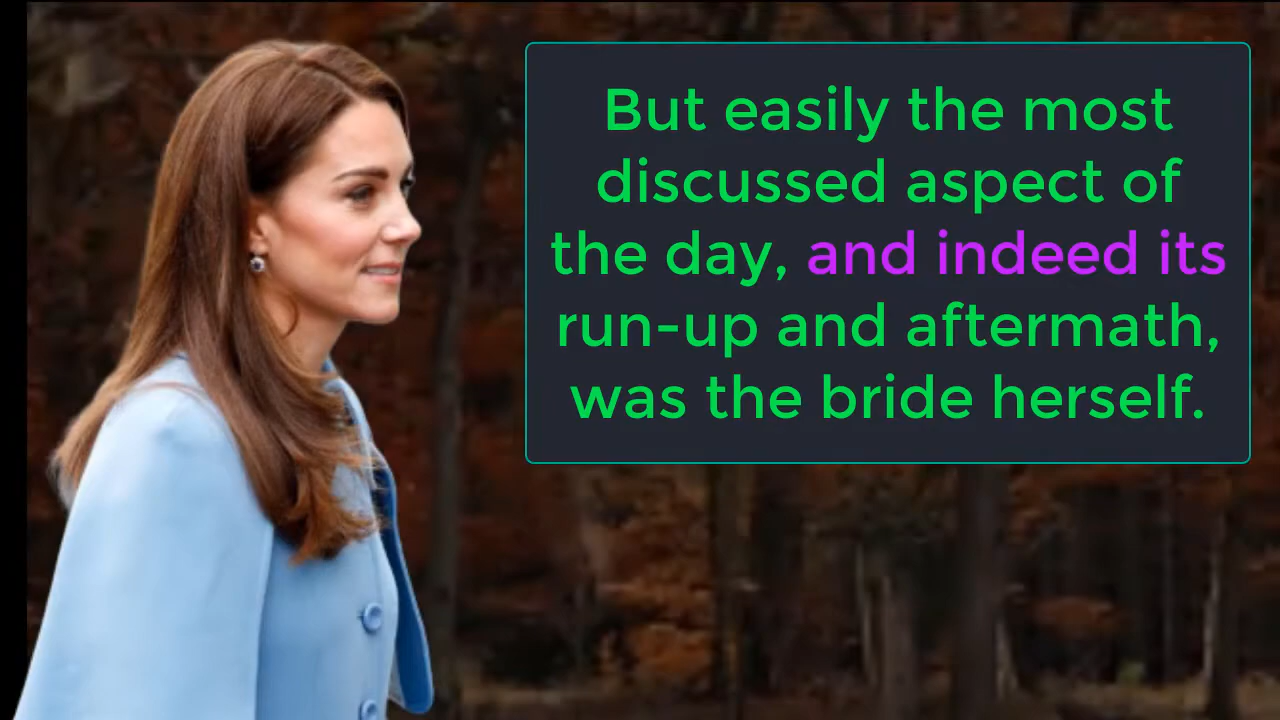 But easily the most
discussed aspect of
the day, and indeed its
run-up and aftermath,
was the bride herself.